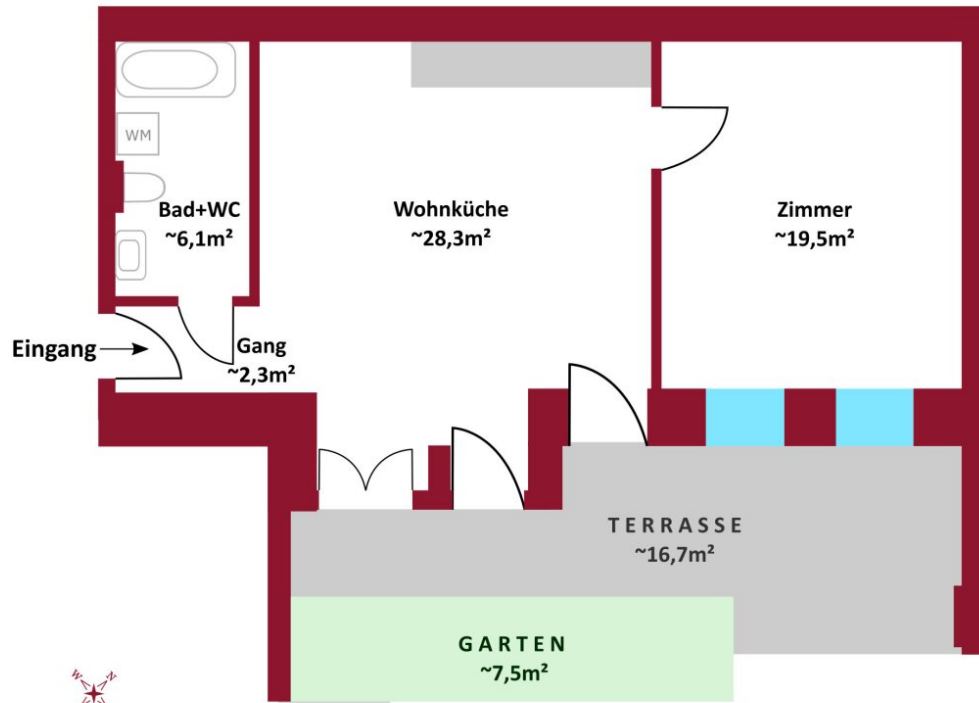 WM
Bad+WC
~6,1m²
Wohnküche
~28,3m²
Zimmer
~19,5m²
Eingang
Gang
~2,3m²
TERRASSE
~16,7m²
GARTEN
~7,5m²
W N